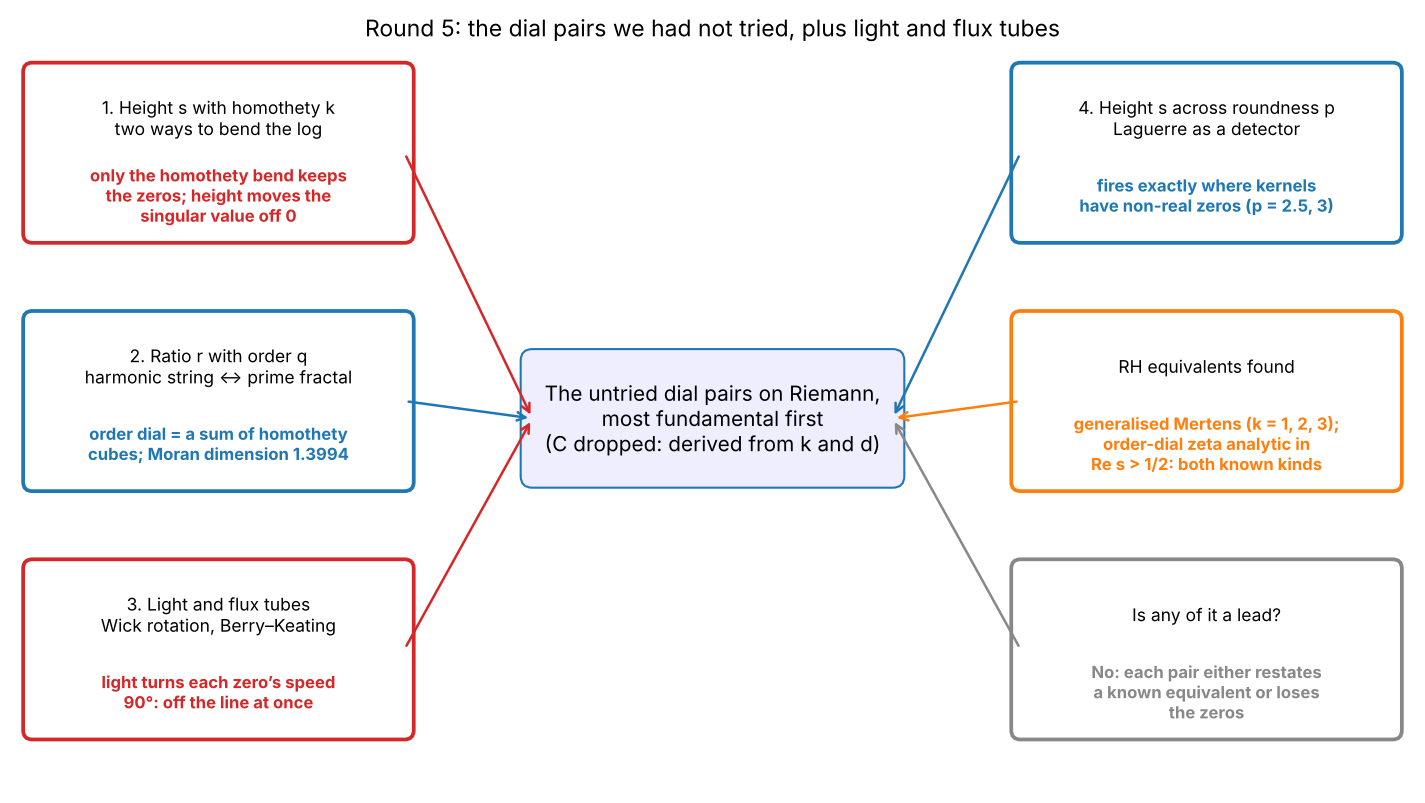 Round 5: the dial pairs we had not tried, plus light and flux tubes
1. Height s with homothety k
two ways to bend the log
only the homothety bend keeps
the zeros; height moves the
singular value off 0
2. Ratio r with order q
harmonic string ↔ prime fractal
order dial = a sum of homothety
cubes; Moran dimension 1.3994
3. Light and flux tubes
Wick rotation, Berry–Keating
light turns each zero’s speed
90°: off the line at once
The untried dial pairs on Riemann,
most fundamental first
(C dropped: derived from k and d)
4. Height s across roundness p
Laguerre as a detector
fires exactly where kernels
have non-real zeros (p = 2.5, 3)
RH equivalents found
generalised Mertens (k = 1, 2, 3);
order-dial zeta analytic in
Re s > 1/2: both known kinds
Is any of it a lead?
No: each pair either restates
a known equivalent or loses
the zeros